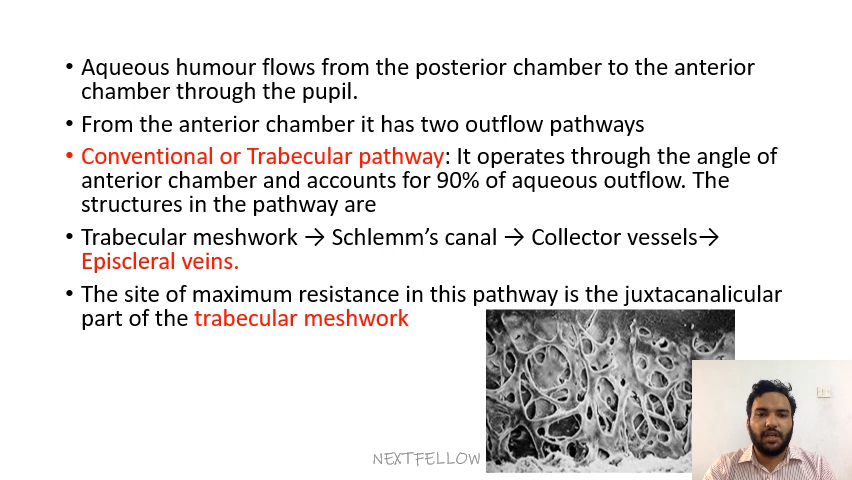 • Aqueous humour flows from the posterior chamber to the anterior
chamber through the pupil.
• From the anterior chamber it has two outflow pathways
• Conventional or Trabecular pathway: It operates through the angle of
anterior chamber and accounts for 90% of aqueous outflow. The
structures in the pathway are
• Trabecular meshwork → Schlemm’s canal → Collector vessels→
Episcleral veins.
• The site of maximum resistance in this pathway is the juxtacanalicular
part of the trabecular meshwork
NEXTFELLOW